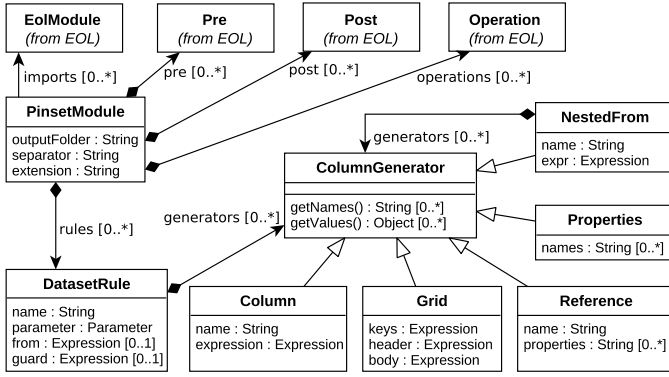 EolModule
(from EOL)
Pre
(from EOL)
Post
(from EOL)
Operation
(from EOL)
imports [0..*]
pre [0..*]
post [0..*]
operations [0..*]
PinsetModule
outputFolder : String
separator : String
extension : String
generators [0..*]
NestedFrom
name : String
expr : Expression
ColumnGenerator
getNames() : String [0..*]
getValues() : Object [0..*]
rules [0..*]
generators [0..*]
Properties
names : String [0..*]
DatasetRule
name : String
parameter : Parameter
from : Expression [0..1]
guard : Expression [0..1]
Column
name : String
expression : Expression
Grid
keys : Expression
header : Expression
body : Expression
Reference
name : String
properties : String [0..*]